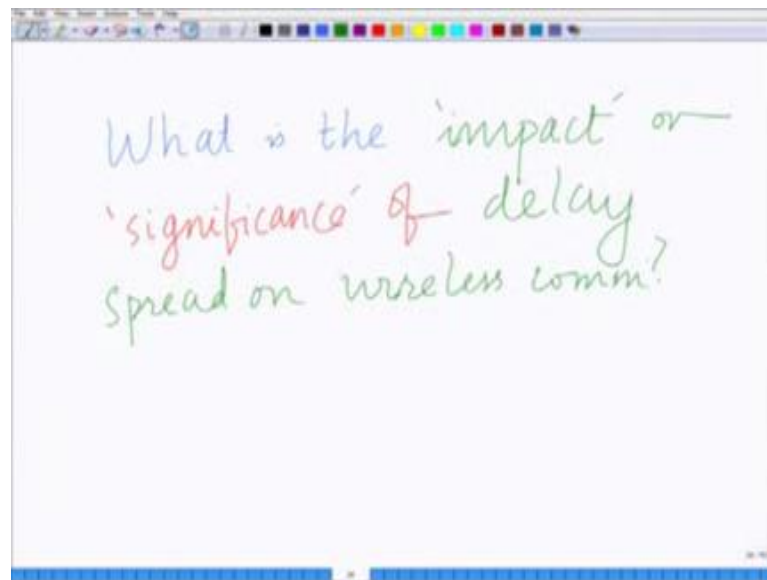 What is the 'impact' or
'significance' of delay
spread on wireless comm?